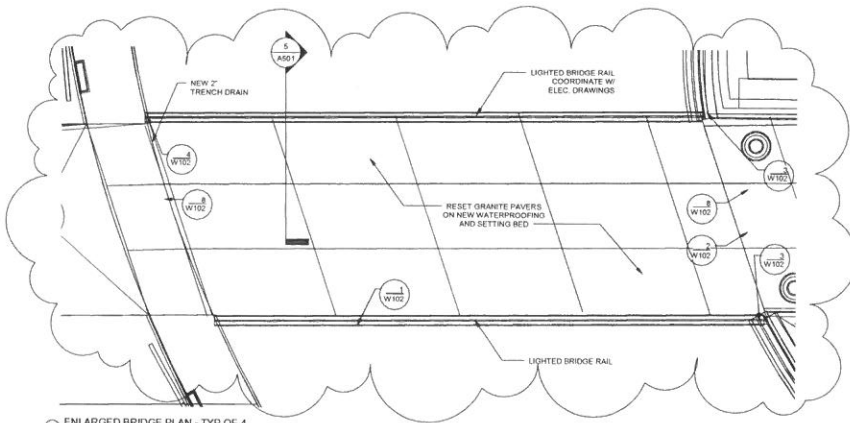 5
A501
NEW 2"
TRENCH DRAIN
LIGHTED BRIDGE RAIL
COORDINATE W/
ELEC. DRAWINGS
4
W102
3
W102
8
W102
8
W102
RESET GRANITE PAVERS
ON NEW WATERPROOFING
AND SETTING BED
2
W102
3
W102
1
W102
LIGHTED BRIDGE RAIL
ENLARGED BRIDGE PLAN - TYP OF 4